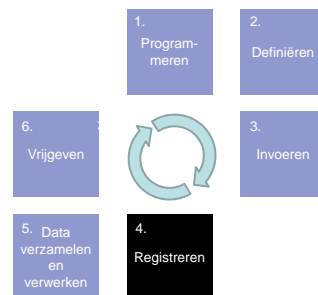 1.
Program-
meren
2.
Definiëren
3.
Invoeren
4.
Registreren
5. Data
verzamelen
en
verwerken
6.
Vrijgeven